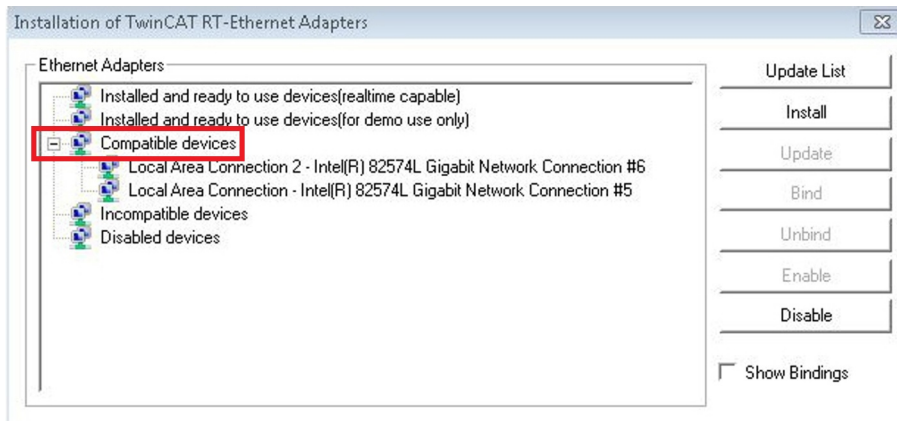 Installation of TwinCAT RT-Ethernet Adapters
Ethernet Adapters
Installed and ready to use devices(realtime capable)
Installed and ready to use devices(for demo use only)
Compatible devices
Local Area Connection 2 - Intel(R) 82574L Gigabit Network Connection #6
Local Area Connection - Intel(R) 82574L Gigabit Network Connection #5
Incompatible devices
Disabled devices
Update List
Install
Update
Bind
Unbind
Enable
Disable
Show Bindings